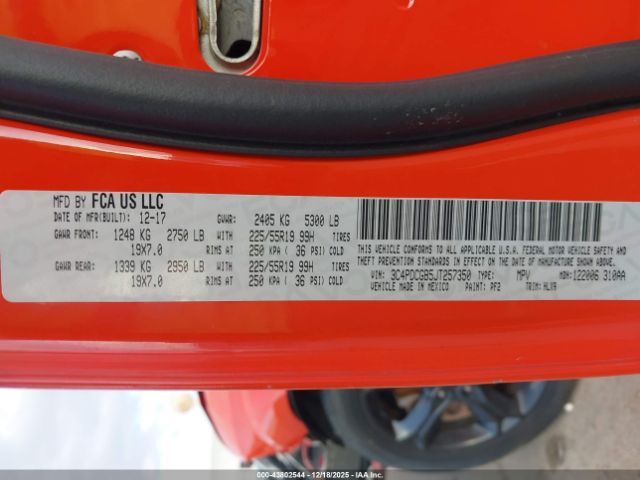 MFD BY FCA US LLC
DATE OF MFR(BUILT): 12-17 GVWR: 2405 KG 5300 LB
GAWR FRONT: 1248 KG 2750 LB WITH 225/55R19 99H TIRES
19X7.0 RIMS AT 250 KPA ( 36 PSI) COLD
GAWR REAR: 1339 KG 2950 LB WITH 225/55R19 99H TIRES
19X7.0 RIMS AT 250 KPA ( 36 PSI) COLD
THIS VEHICLE CONFORMS TO ALL APPLICABLE U.S.A. FEDERAL MOTOR VEHICLE
SAFETY, BUMPER, AND THEFT PREVENTION STANDARDS IN
EFFECT ON THE DATE OF MANUFACTURE SHOWN ABOVE.
VIN: 3C4PDCGB5JT257350 TYPE: MPV MDH: 122006 310AA
VEHICLE MADE IN MEXICO PAINT: PF2 TRIM: HLX9
000-43802544 • 12/18/2025 • IAA, Inc.